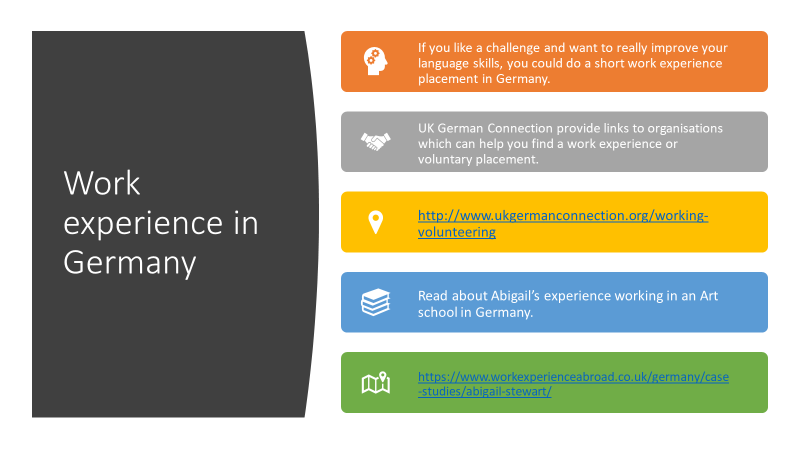 Work
experience in
Germany
If you like a challenge and want to really improve your
language skills, you could do a short work experience
placement in Germany.
UK German Connection provide links to organisations
which can help you find a work experience or
voluntary placement.
http://www.ukgermanconnection.org/working-
volunteering
Read about Abigail’s experience working in an Art
school in Germany.
https://www.workexperienceabroad.co.uk/germany/case
-studies/abigail-stewart/